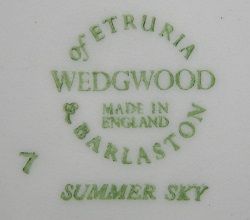 of ETRURIA
WEDGWOOD
MADE IN
ENGLAND
& BARLASTON
7
SUMMER SKY